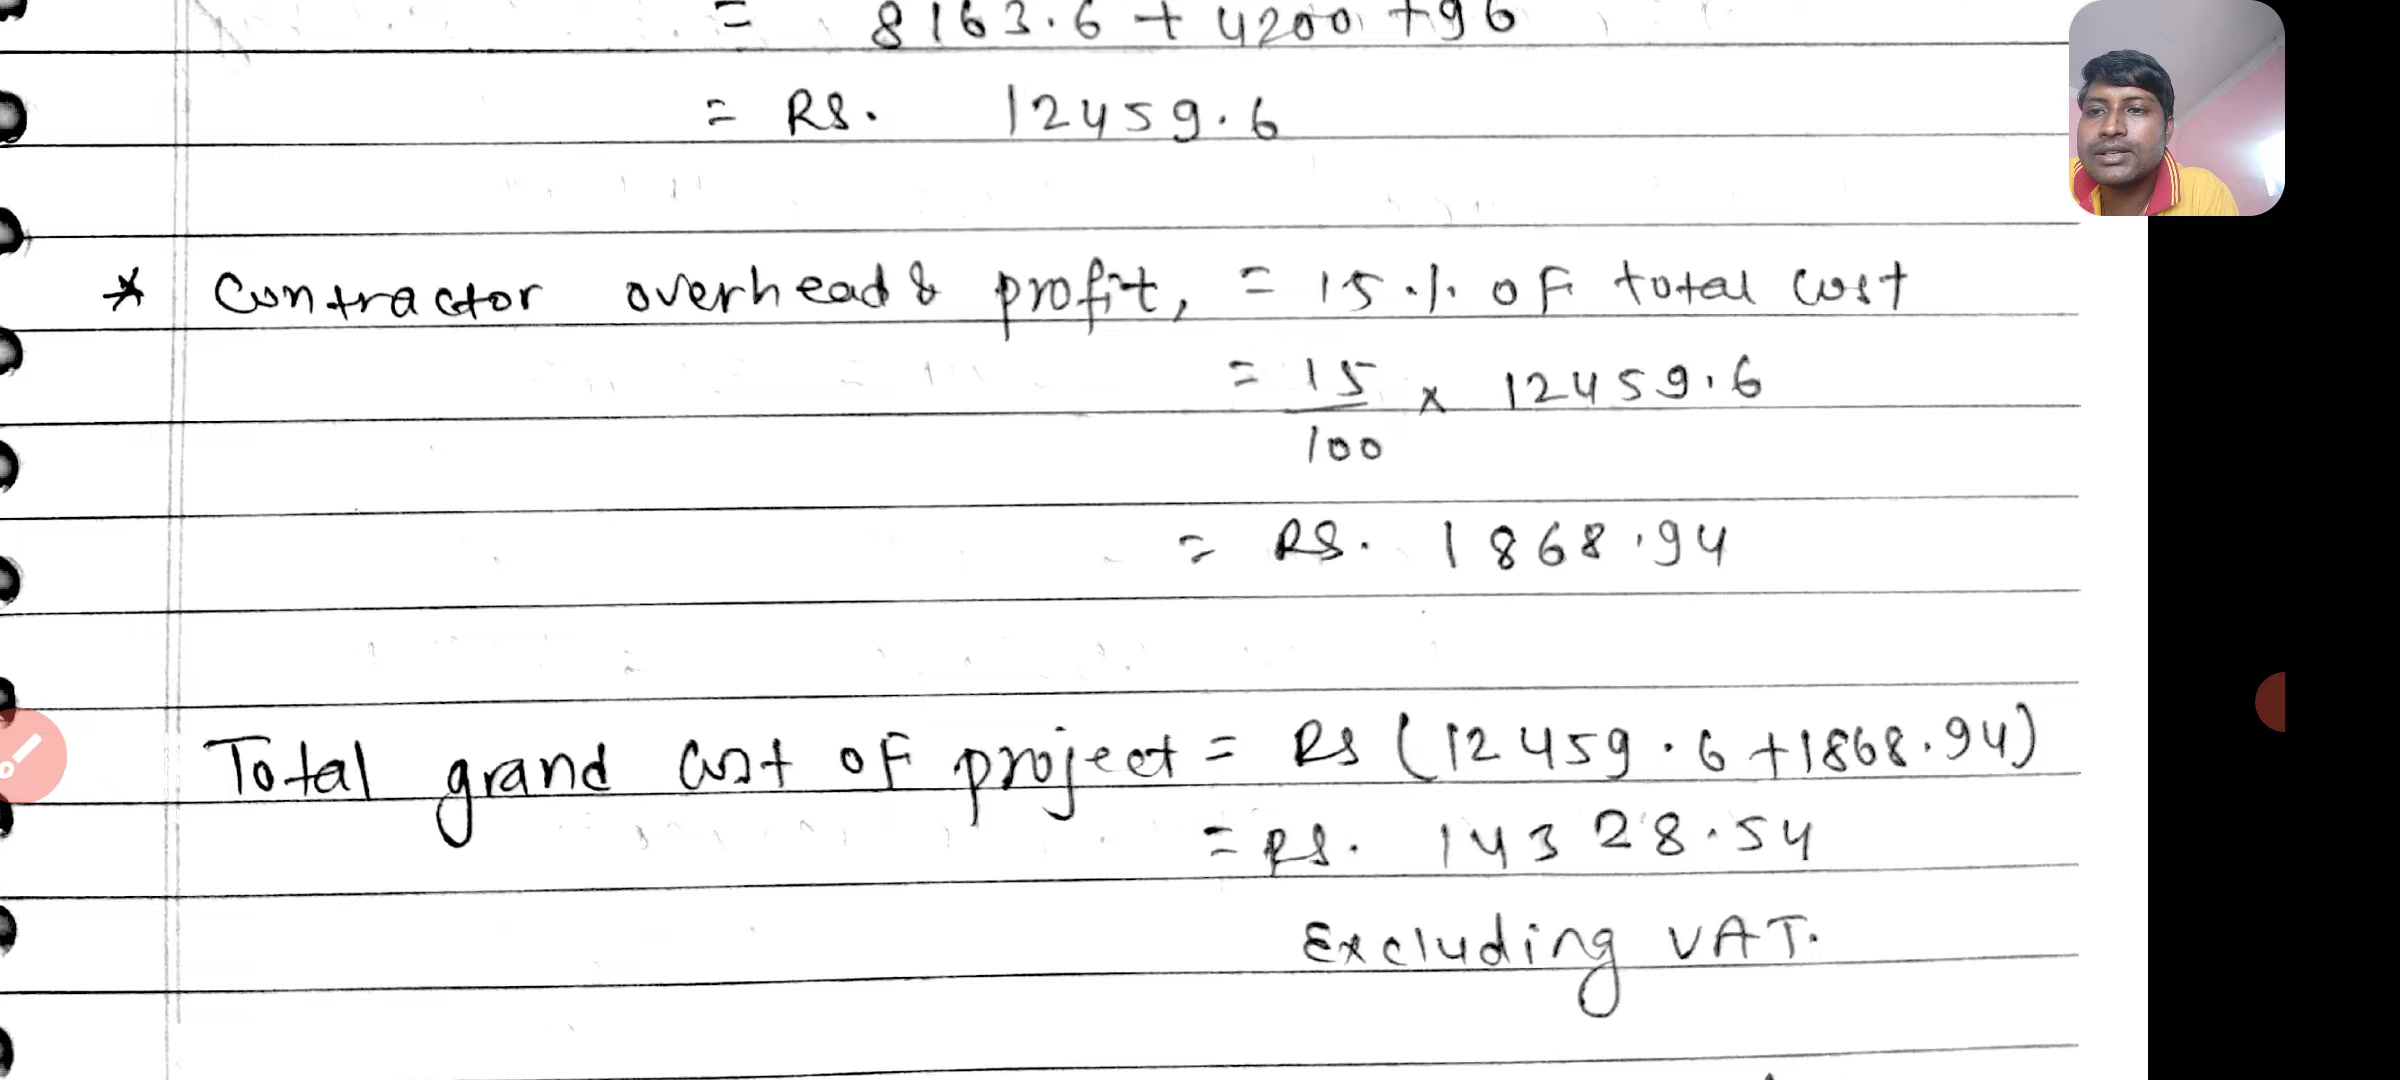 = 8163.6 + 4200 + 96
= RS. 12459.6
* Contractor overhead & profit, = 15 % of total cost
= 15/100 x 12459.6
= RS. 1868.94
Total grand cost of project = RS (12459.6+1868.94)
= RS. 14328.54
Excluding VAT.